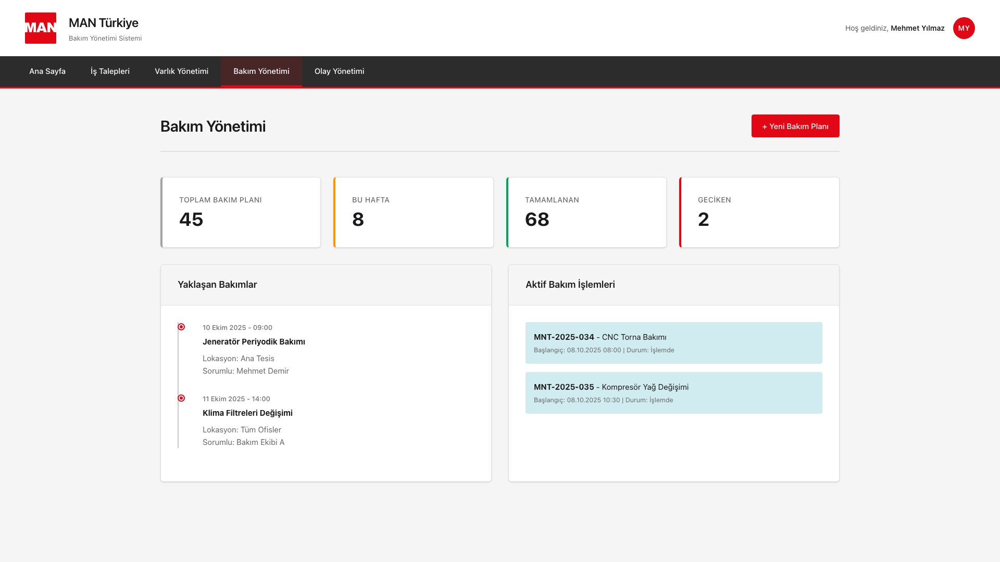 MAN
MAN Türkiye
Bakım Yönetimi Sistemi
Hoş geldiniz, Mehmet Yılmaz
MY
Ana Sayfa
İş Talepleri
Varlık Yönetimi
Bakım Yönetimi
Olay Yönetimi
Bakım Yönetimi
+ Yeni Bakım Planı
TOPLAM BAKIM PLANI
45
BU HAFTA
8
TAMAMLANAN
68
GECİKEN
2
Yaklaşan Bakımlar
10 Ekim 2025 - 09:00
Jeneratör Periyodik Bakımı
Lokasyon: Ana Tesis
Sorumlu: Mehmet Demir
11 Ekim 2025 - 14:00
Klima Filtreleri Değişimi
Lokasyon: Tüm Ofisler
Sorumlu: Bakım Ekibi A
Aktif Bakım İşlemleri
MNT-2025-034 - CNC Torna Bakımı
Başlangıç: 08.10.2025 08:00 | Durum: İşlemde
MNT-2025-035 - Kompresör Yağ Değişimi
Başlangıç: 08.10.2025 10:30 | Durum: İşlemde